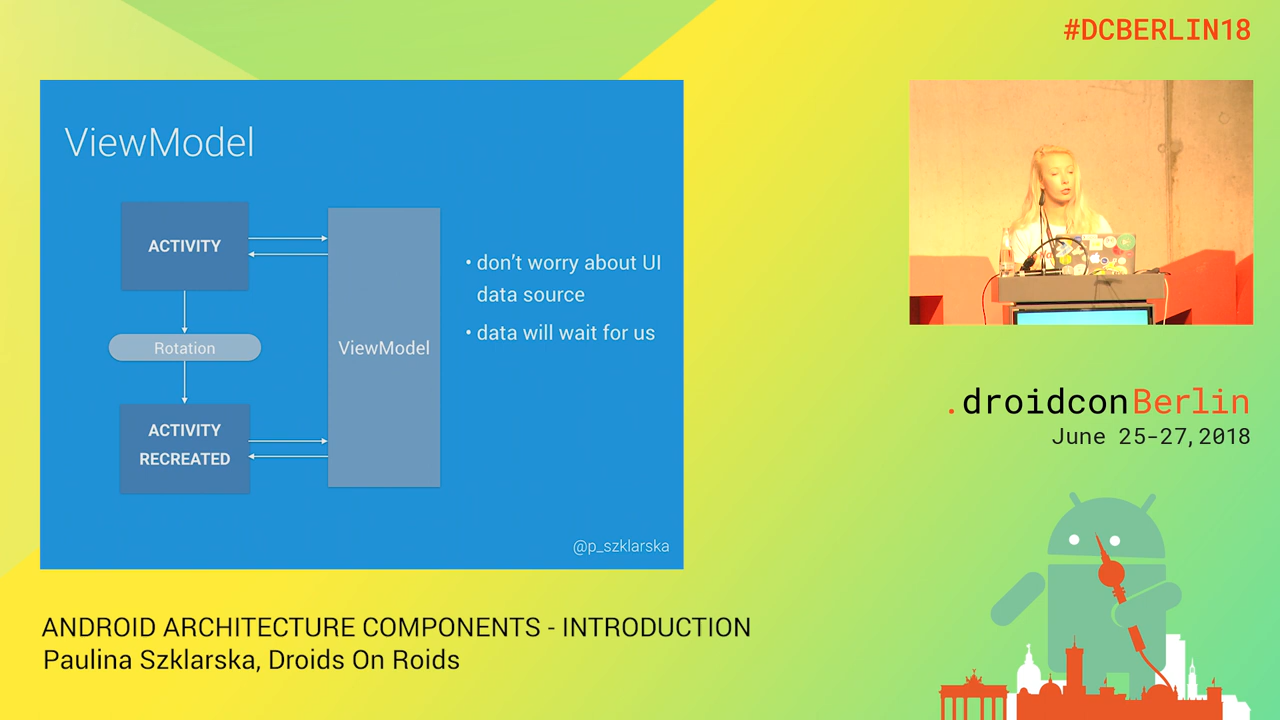 #DCBERLIN18
ViewModel
ACTIVITY
Rotation
ACTIVITY
RECREATED
ViewModel
• don’t worry about UI
data source
• data will wait for us
@p_szklarska
.droidconBerlin
June 25-27, 2018
ANDROID ARCHITECTURE COMPONENTS - INTRODUCTION
Paulina Szklarska, Droids On Roids